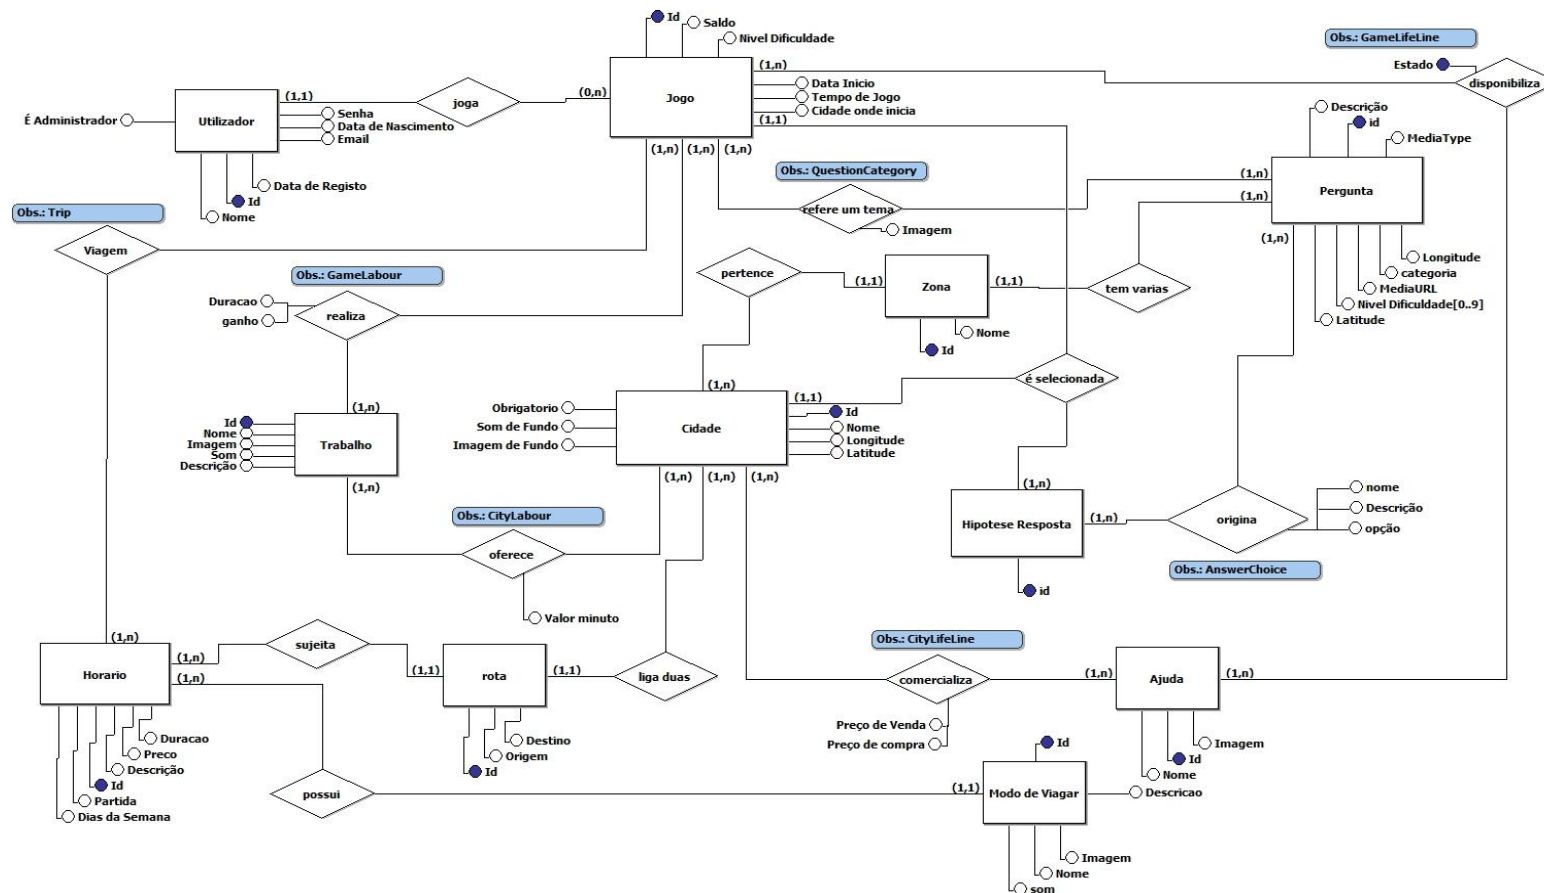 Id
Saldo
Nivel Dificuldade
Obs.: GameLifeLine
Estado
disponibiliza
(1,n)
Jogo
Data Inicio
Tempo de Jogo
Cidade onde inicia
(1,1)
(0,n)
(1,n)
(1,n)
(1,n)
joga
(1,1)
É Administrador
Utilizador
Senha
Data de Nascimento
Email
Data de Registo
Id
Nome
Descrição
id
MediaType
Pergunta
(1,n)
(1,n)
(1,n)
Longitude
categoria
MediaURL
Nivel Dificuldade[0..9]
Latitude
Obs.: QuestionCategory
refere um tema
Imagem
Obs.: Trip
Viagem
Obs.: GameLabour
Duracao
ganho
realiza
pertence
(1,1)
Zona
(1,1)
Nome
Id
tem varias
é selecionada
(1,n)
Trabalho
Id
Nome
Imagem
Som
Descrição
(1,n)
(1,n)
Obrigatorio
Som de Fundo
Imagem de Fundo
Cidade
(1,1)
Id
Nome
Longitude
Latitude
(1,n)
(1,n)
(1,n)
(1,n)
Hipotese Resposta
(1,n)
id
origina
nome
Descrição
opção
Obs.: AnswerChoice
Obs.: CityLabour
oferece
Valor minuto
(1,n)
Horario
(1,n)
(1,n)
sujeita
(1,1)
rota
(1,1)
liga duas
Destino
Origem
Id
Duracao
Preco
Descrição
Id
Partida
Dias da Semana
possui
Obs.: CityLifeLine
comercializa
Preço de Venda
Preço de compra
(1,n)
Ajuda
(1,n)
Imagem
Id
Nome
Id
(1,1)
Modo de Viagar
Descricao
Imagem
Nome
som